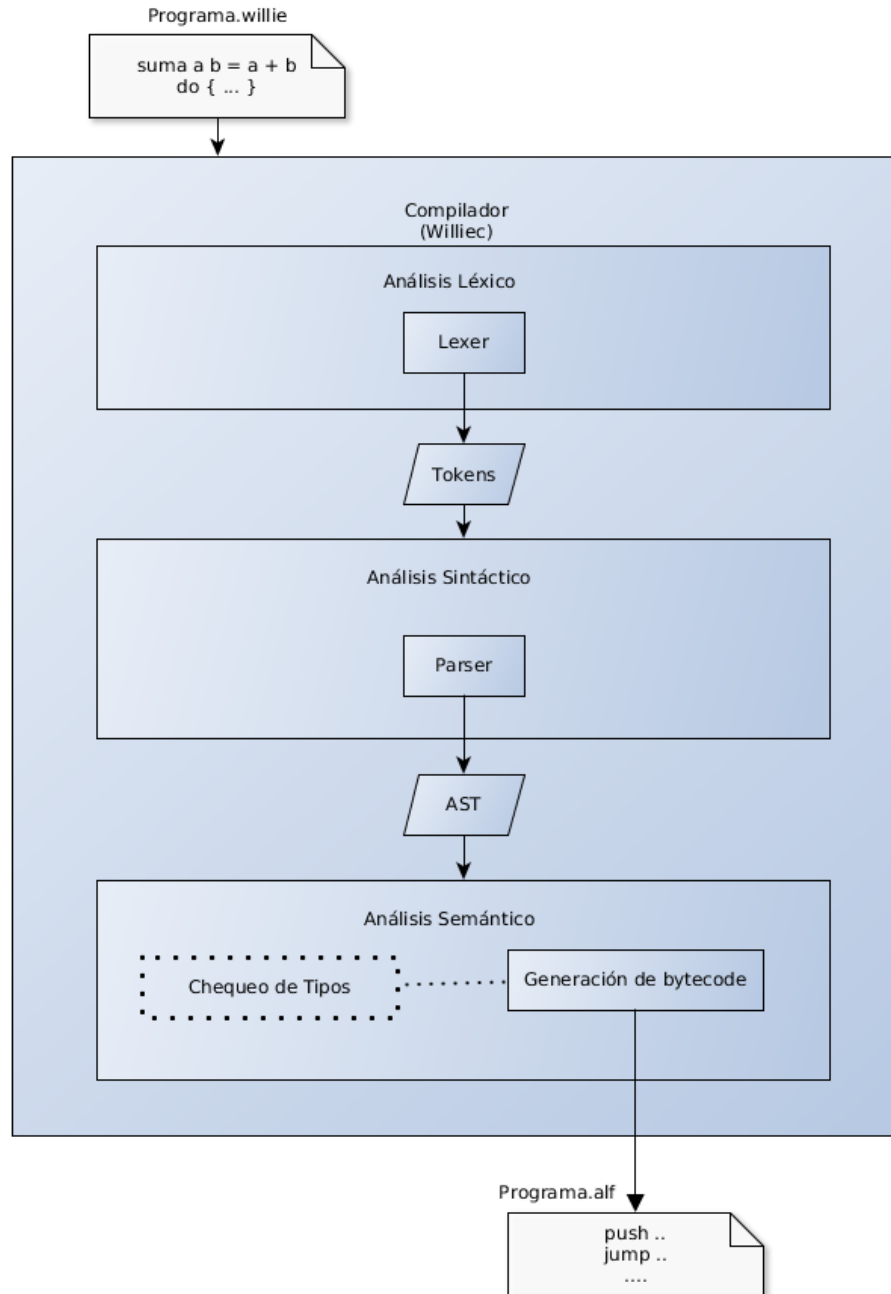 Programa.willie
suma a b = a + b
do { ... }
Compilador
(Williec)
Análisis Léxico
Lexer
Tokens
Análisis Sintáctico
Parser
AST
Análisis Semántico
Chequeo de Tipos
Generación de bytecode
Programa.alf
push ..
jump ..
....